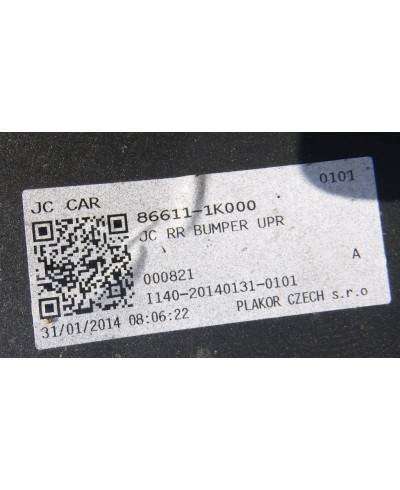 0101
JC CAR
86611-1K000
JC RR BUMPER UPR
000821
A
I140-20140131-0101
31/01/2014 08:06:22
PLAKOR CZECH s.r.o